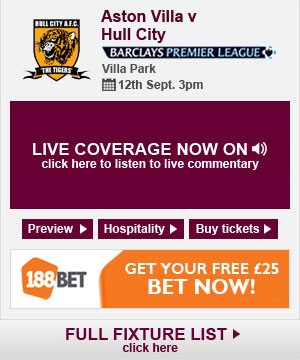 HULL CITY A.F.C.
'THE TIGERS'
Aston Villa v
Hull City
BARCLAYS PREMIER LEAGUE
Villa Park
12th Sept. 3pm
LIVE COVERAGE NOW ON
click here to listen to live commentary
Preview
Hospitality
Buy tickets
188BET
GET YOUR FREE £25
BET NOW!
FULL FIXTURE LIST
click here